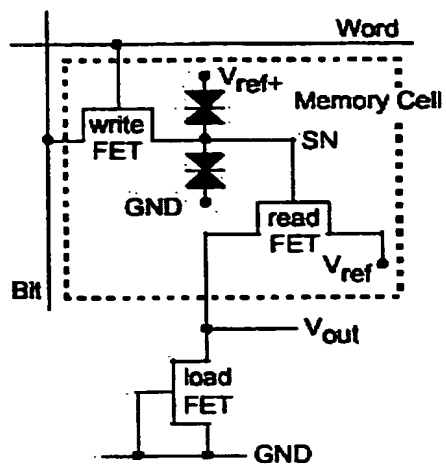 Word
Vref+
Memory Cell
write
FET
SN
GND
read
FET
Vref
Bit
Vout
load
FET
GND